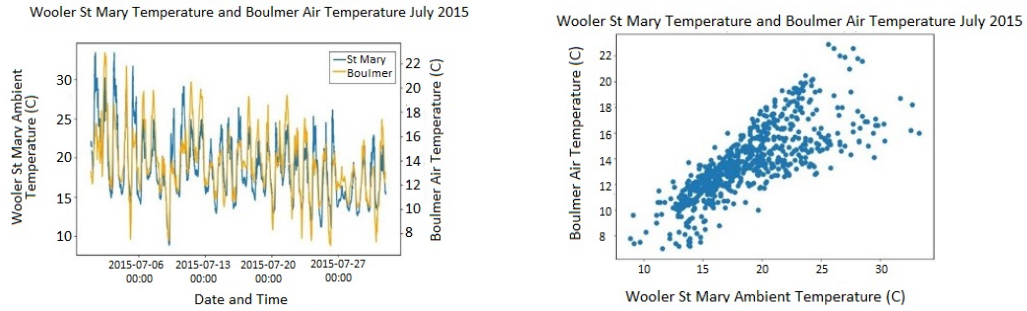 Wooler St Mary Temperature and Boulmer Air Temperature July 2015
Wooler St Mary Ambient
Temperature (C)
30
25
20
15
10
St Mary
Boulmer
22
20
18
16
14
12
10
8
Boulmer Air Temperature (C)
2015-07-06 2015-07-13 2015-07-20 2015-07-27
00:00 00:00 00:00 00:00
Date and Time
Wooler St Mary Temperature and Boulmer Air Temperature July 2015
Boulmer Air Temperature (C)
22
20
18
16
14
12
10
8
10 15 20 25 30
Wooler St Mary Ambient Temperature (C)